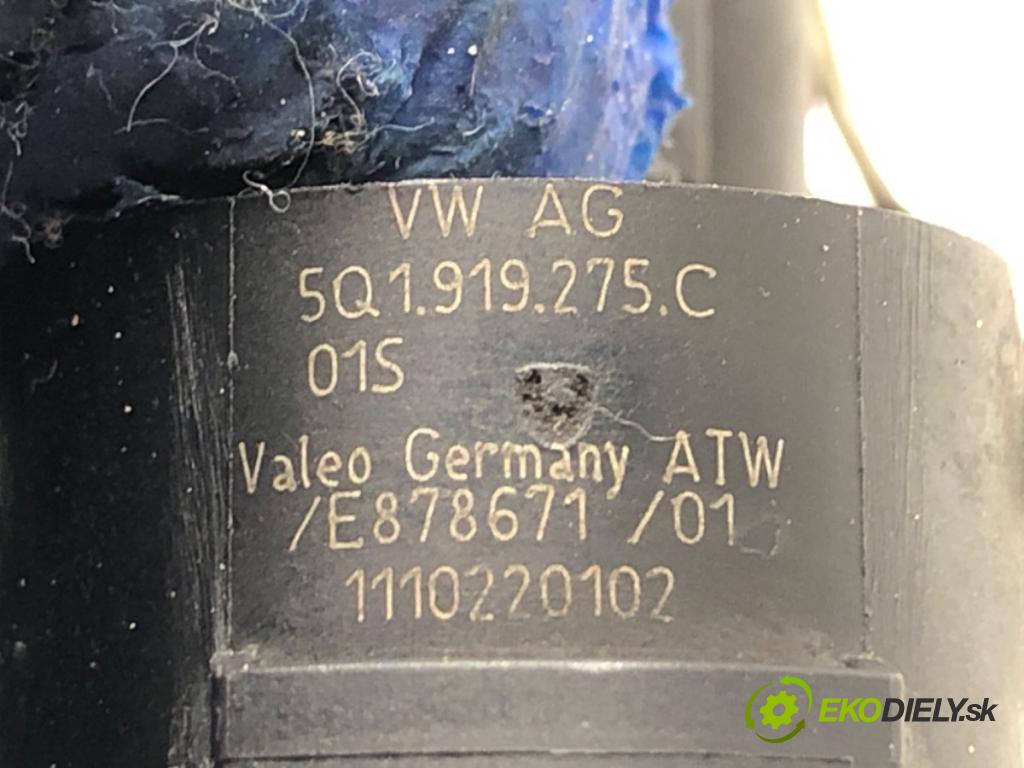 VW AG
5Q1.919.275.C
01S
Valeo Germany ATW
/E878671 /01
1110220102
EKODIELY.sk